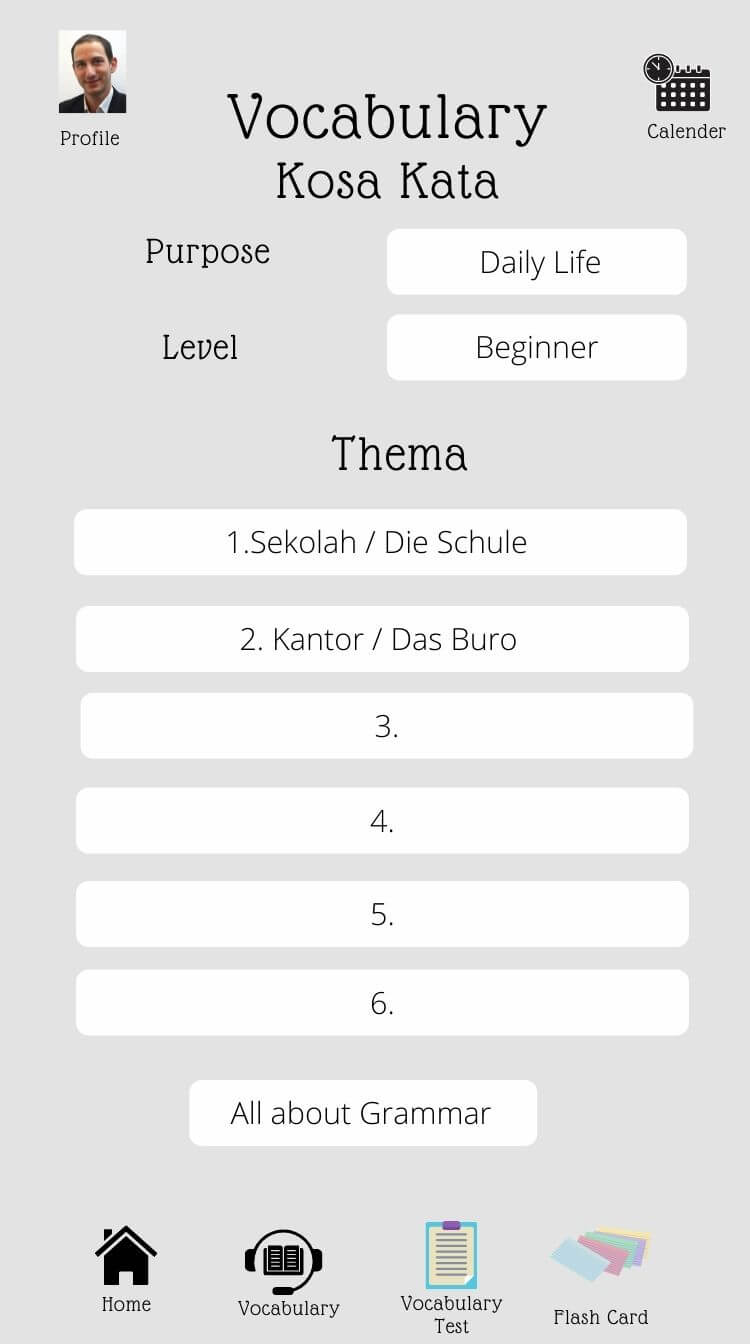 Profile
Calender
Vocabulary
Kosa Kata
Purpose
Daily Life
Level
Beginner
Thema
1.Sekolah / Die Schule
2. Kantor / Das Buro
3.
4.
5.
6.
All about Grammar
Home
Vocabulary
Vocabulary
Test
Flash Card